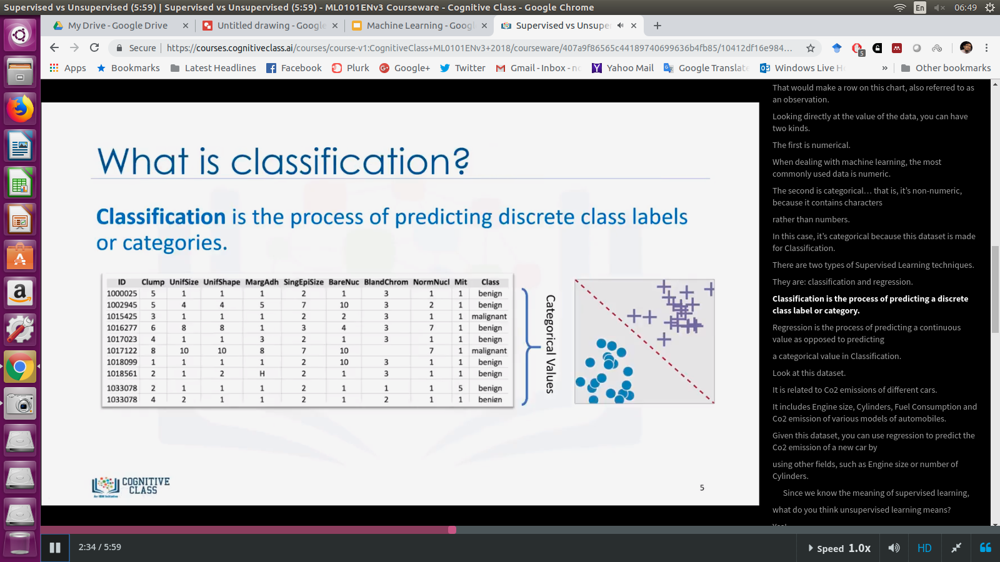 Supervised vs Unsupervised (5:59) | Supervised vs Unsupervised (5:59) - ML0101ENv3 Courseware - Cognitive Class - Google Chrome
En
06:49
My Drive - Google Drive
Untitled drawing - Google
Machine Learning - Googl
Supervised vs Unsupe
Secure
https://courses.cognitiveclass.ai/courses/course-v1:CognitiveClass+ML0101ENv3+2018/courseware/407a9f86565c44189740699636b4fb85/10412df16e984...
5
Apps
Bookmarks
Latest Headlines
Facebook
Plurk
Google+
Twitter
Gmail - Inbox - no
Yahoo Mail
Google Translate
Windows Live H
»
Other bookmarks
What is classification?
Classification is the process of predicting discrete class labels
or categories.
ID Clump UnifSize UnifShape MargAdh SingEpiSize BareNuc BlandChrom NormNucl Mit Class
1000025 5 1 1 1 2 1 3 1 1 benign
1002945 5 4 4 5 7 10 3 2 1 benign
1015425 3 1 1 1 2 2 3 1 1 malignant
1016277 6 8 8 1 3 4 3 7 1 benign
1017023 4 1 1 3 2 1 3 1 1 benign
1017122 8 10 10 8 7 10 7 1 malignant
1018099 1 1 1 1 2 10 3 1 1 benign
1018561 2 1 2 H 2 1 3 1 1 benign
1033078 2 1 1 1 2 1 1 1 5 benign
1033078 4 2 1 1 2 1 2 1 1 benign
Categorical Values
COGNITIVE
CLASS
An IBM Initiative
5
That would make a row on this chart, also referred to as
an observation.
Looking directly at the value of the data, you can have
two kinds.
The first is numerical.
When dealing with machine learning, the most
commonly used data is numeric.
The second is categorical… that is, it's non-numeric,
because it contains characters
rather than numbers.
In this case, it's categorical because this dataset is made
for Classification.
There are two types of Supervised Learning techniques.
They are: classification and regression.
Classification is the process of predicting a discrete
class label or category.
Regression is the process of predicting a continuous
value as opposed to predicting
a categorical value in Classification.
Look at this dataset.
It is related to Co2 emissions of different cars.
It includes Engine size, Cylinders, Fuel Consumption and
Co2 emission of various models of automobiles.
Given this dataset, you can use regression to predict the
Co2 emission of a new car by
using other fields, such as Engine size or number of
Cylinders.
Since we know the meaning of supervised learning,
what do you think unsupervised learning means?
Yes!
2:34 / 5:59
Speed 1.0x
HD